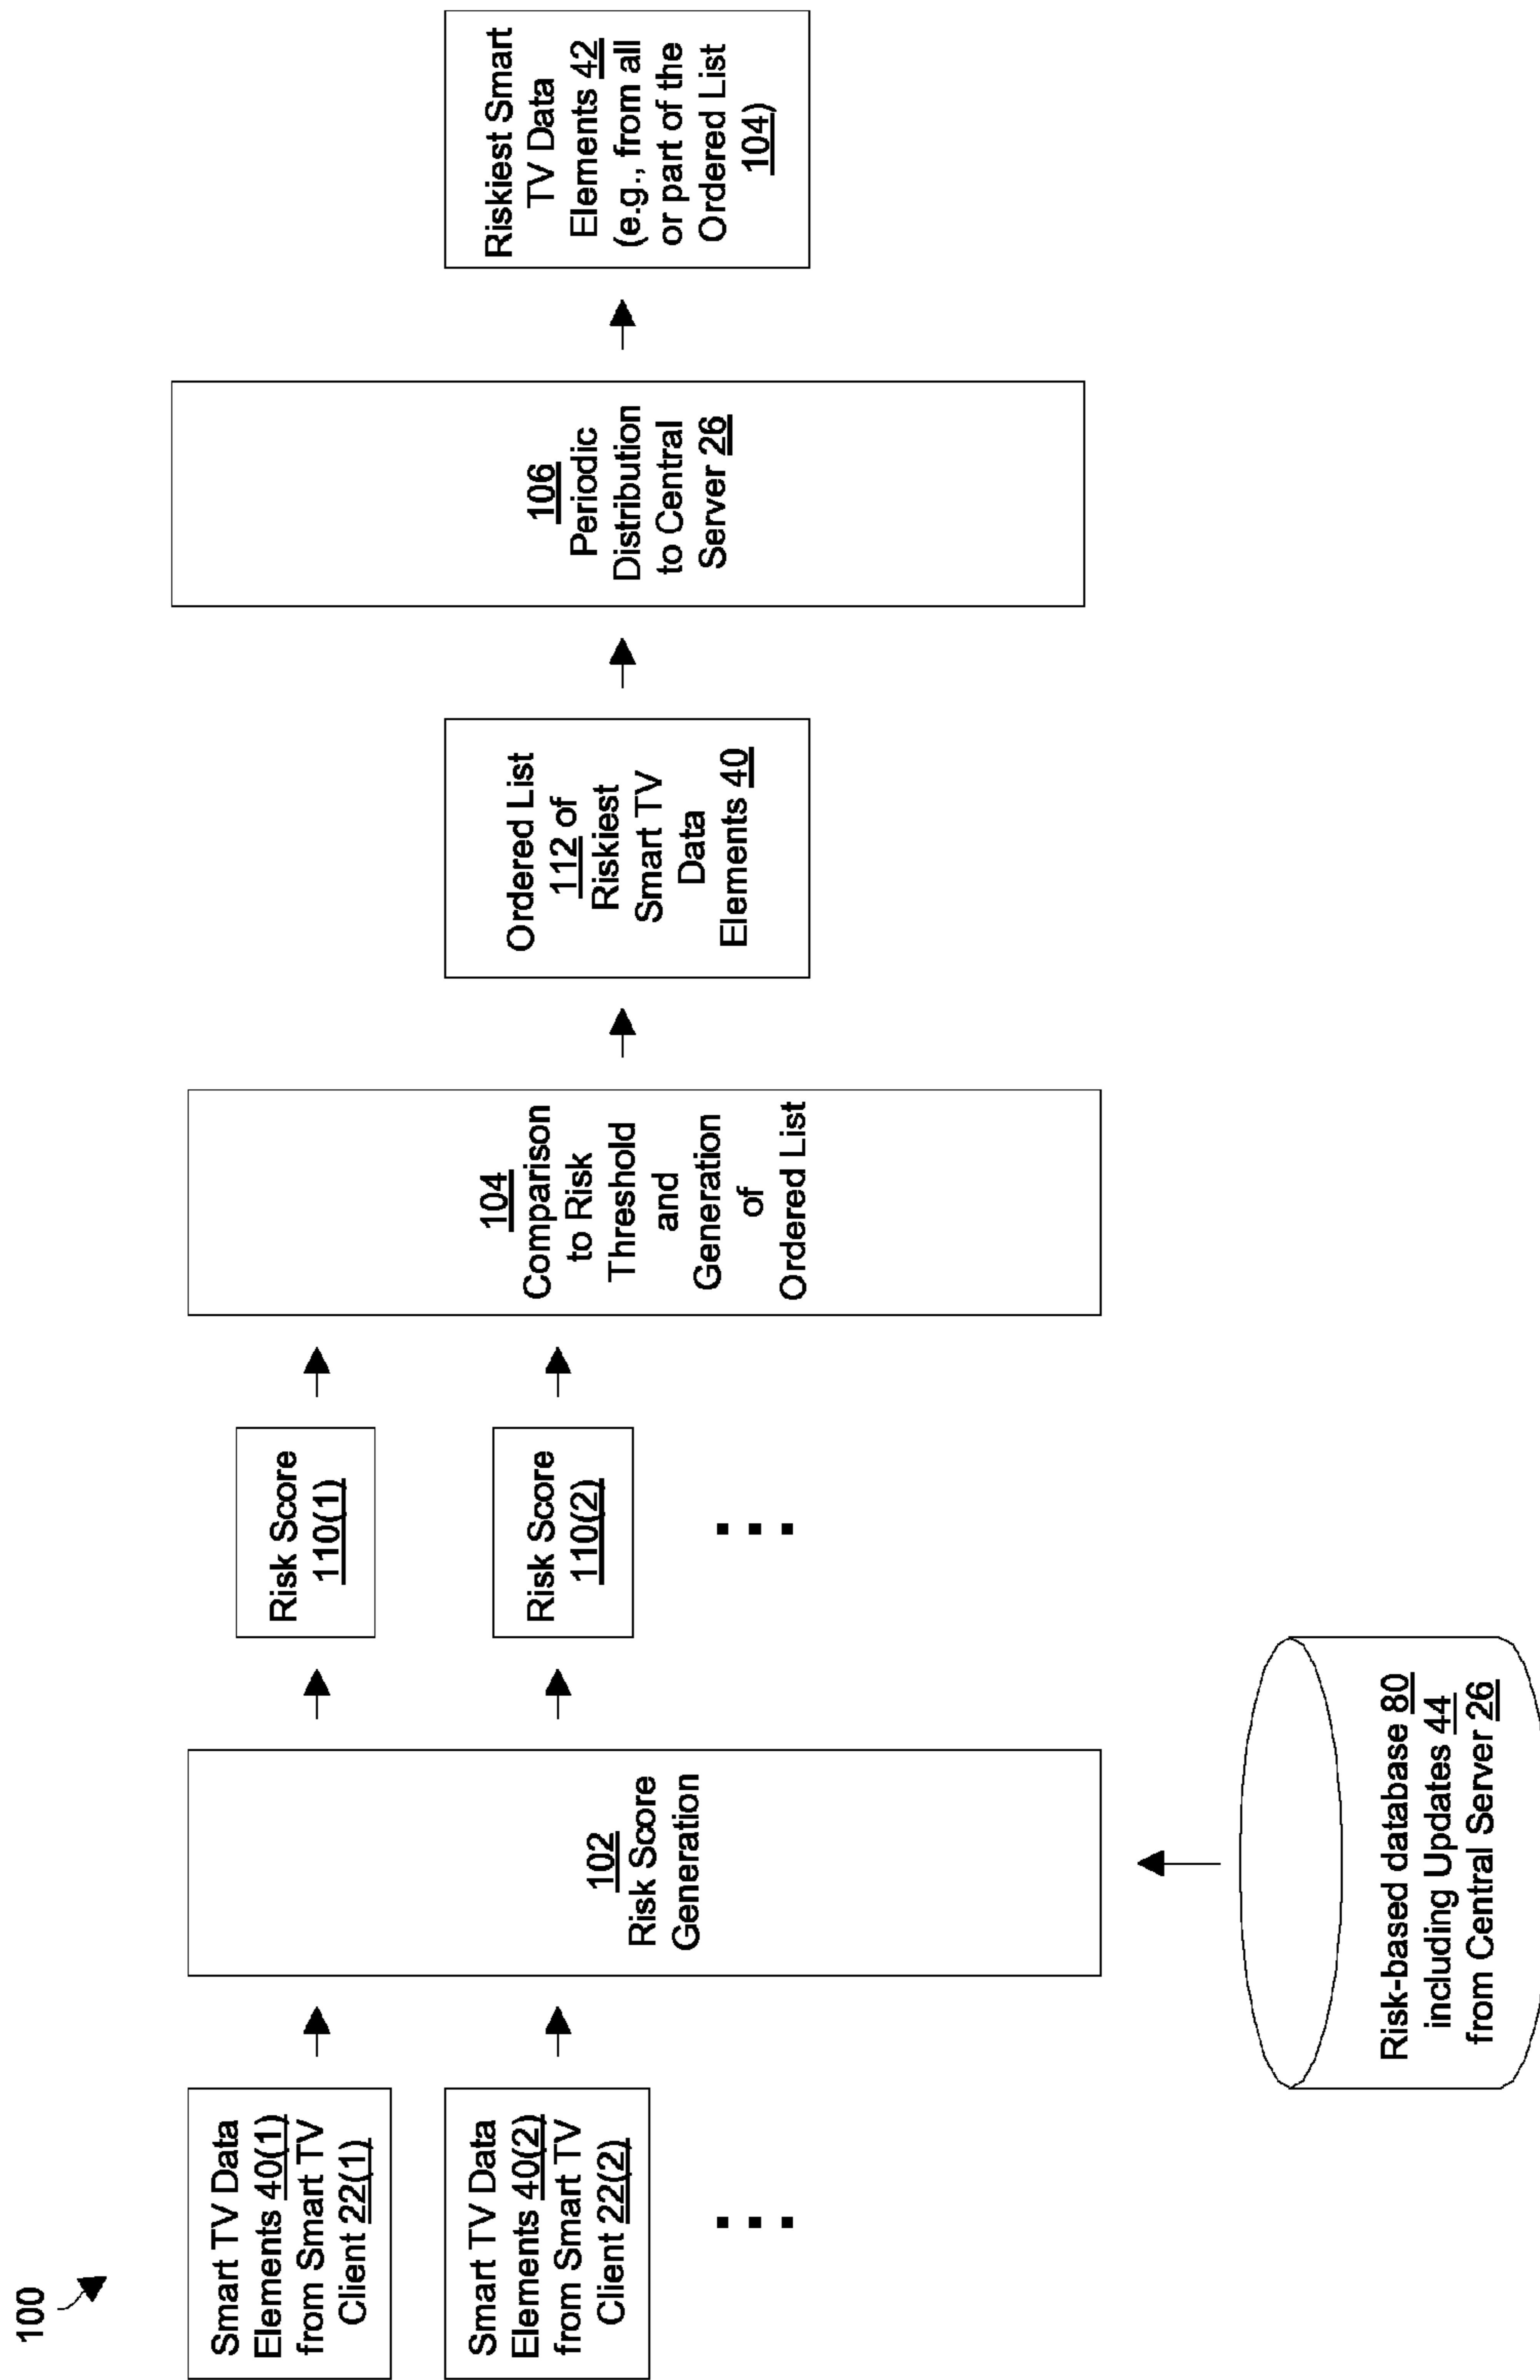 100
Smart TV Data
Elements 40(1)
from Smart TV
Client 22(1)
Smart TV Data
Elements 40(2)
from Smart TV
Client 22(2)
102
Risk Score
Generation
Risk-based database 80
including Updates 44
from Central Server 26
Risk Score
110(1)
Risk Score
110(2)
104
Comparison
to Risk
Threshold
and
Generation
of
Ordered List
Ordered List
112 of
Riskiest
Smart TV
Data
Elements 40
106
Periodic
Distribution
to Central
Server 26
Riskiest Smart
TV Data
Elements 42
(e.g., from all
or part of the
Ordered List
104)